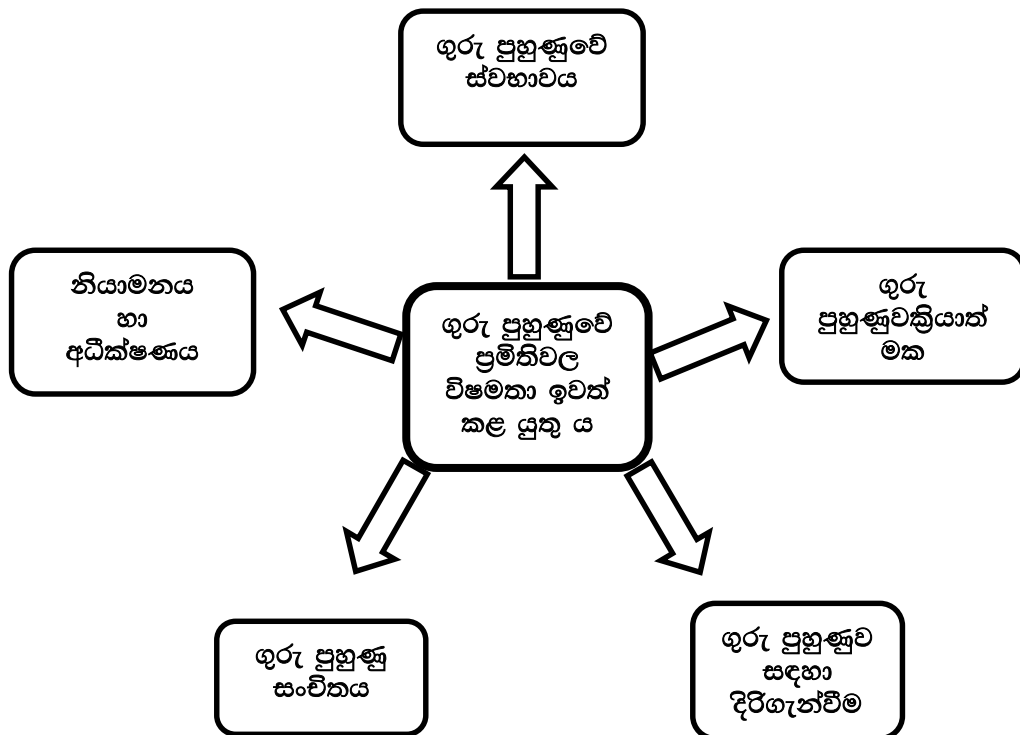 ගුරු පුහුණුවේ
ස්වභාවය
නියාමනය
හා
අධීක්ෂණය
ගුරු පුහුණුවේ
ප්‍රමිතිවල
විෂමතා ඉවත්
කළ යුතු ය
ගුරු
පුහුණුවක්‍රියාත්
මක
ගුරු පුහුණු
සංචිතය
ගුරු පුහුණුව
සඳහා
දිරිගැන්වීම